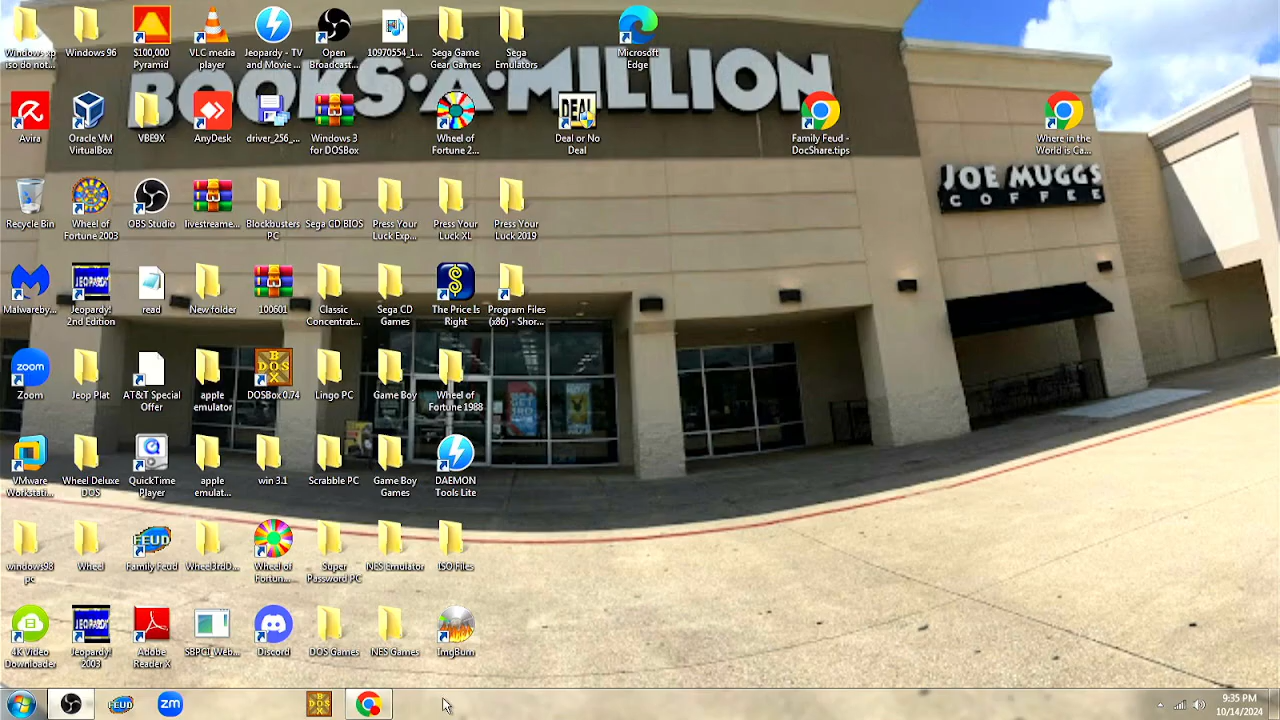 BOOKS·A·MILLION
JOE MUGGS
COFFEE
Windows xp
iso do not...
Windows 96
$100,000
Pyramid
VLC media
player
Jeopardy - TV
and Movie ...
Open
Broadcast...
10970554_1...
Sega Game
Gear Games
Sega
Emulators
Microsoft
Edge
Avira
Oracle VM
VirtualBox
VBE9X
AnyDesk
driver_256_...
Windows 3
for DOSBox
Wheel of
Fortune 2...
DEAL
Deal or No
Deal
Family Feud -
DocShare.tips
Where in the
World is Ca...
Recycle Bin
Wheel of
Fortune 2003
OBS Studio
livestreame...
Blockbusters
PC
Sega CD BIOS
Press Your
Luck Exp...
Press Your
Luck XL
Press Your
Luck 2019
Malwareby...
JEOPARDY!
Jeopardy!
2nd Edition
read
New folder
100601
Classic
Concentrat...
Sega CD
Games
The Price Is
Right
Program Files
(x86) - Shor...
zoom
Zoom
Jeop Plat
AT&T Special
Offer
apple
emulator
DOS
BOX
DOSBox 0.74
Lingo PC
Game Boy
Wheel of
Fortune 1988
VMware
Workstati...
Wheel Deluxe
DOS
QuickTime
Player
apple
emulat...
win 3.1
Scrabble PC
Game Boy
Games
DAEMON
Tools Lite
windows98
pc
Wheel
FEUD
Family Feud
Wheel3rdD...
Wheel of
Fortun...
Super
Password PC
NES Emulator
ISO Files
4K Video
Downloader
JEOPARDY!
Jeopardy!
2003
Adobe
Reader X
SBPCI_Web...
Discord
DOS Games
NES Games
ImgBurn
FEUD
zm
9:35 PM
10/14/2024